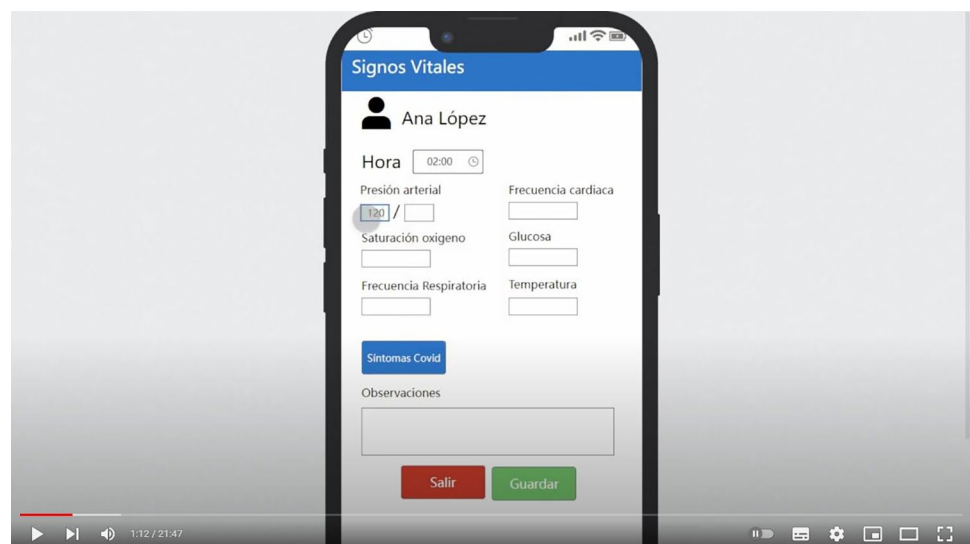 Signos Vitales
Ana López
Hora 02:00
Presión arterial Frecuencia cardiaca
120 /
Saturación oxigeno Glucosa
Frecuencia Respiratoria Temperatura
Síntomas Covid
Observaciones
Salir Guardar
1:12 / 21:47